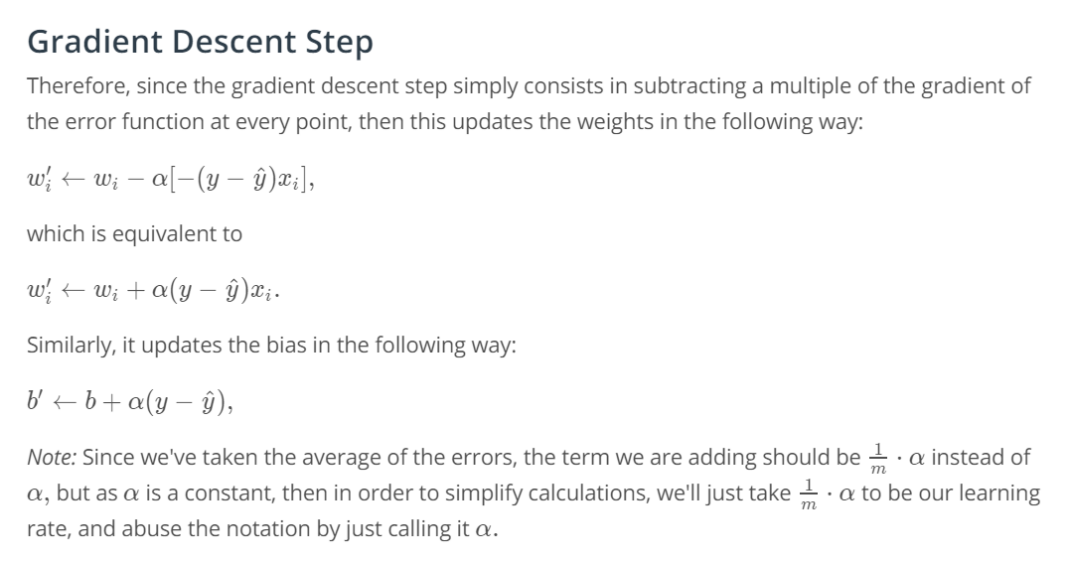 Gradient Descent Step
Therefore, since the gradient descent step simply consists in subtracting a multiple of the gradient of
the error function at every point, then this updates the weights in the following way:
w′ᵢ ← wᵢ − α[−(y − ŷ)xᵢ],
which is equivalent to
w′ᵢ ← wᵢ + α(y − ŷ)xᵢ.
Similarly, it updates the bias in the following way:
b′ ← b + α(y − ŷ),
Note: Since we've taken the average of the errors, the term we are adding should be 1/m · α instead of
α, but as α is a constant, then in order to simplify calculations, we'll just take 1/m · α to be our learning
rate, and abuse the notation by just calling it α.